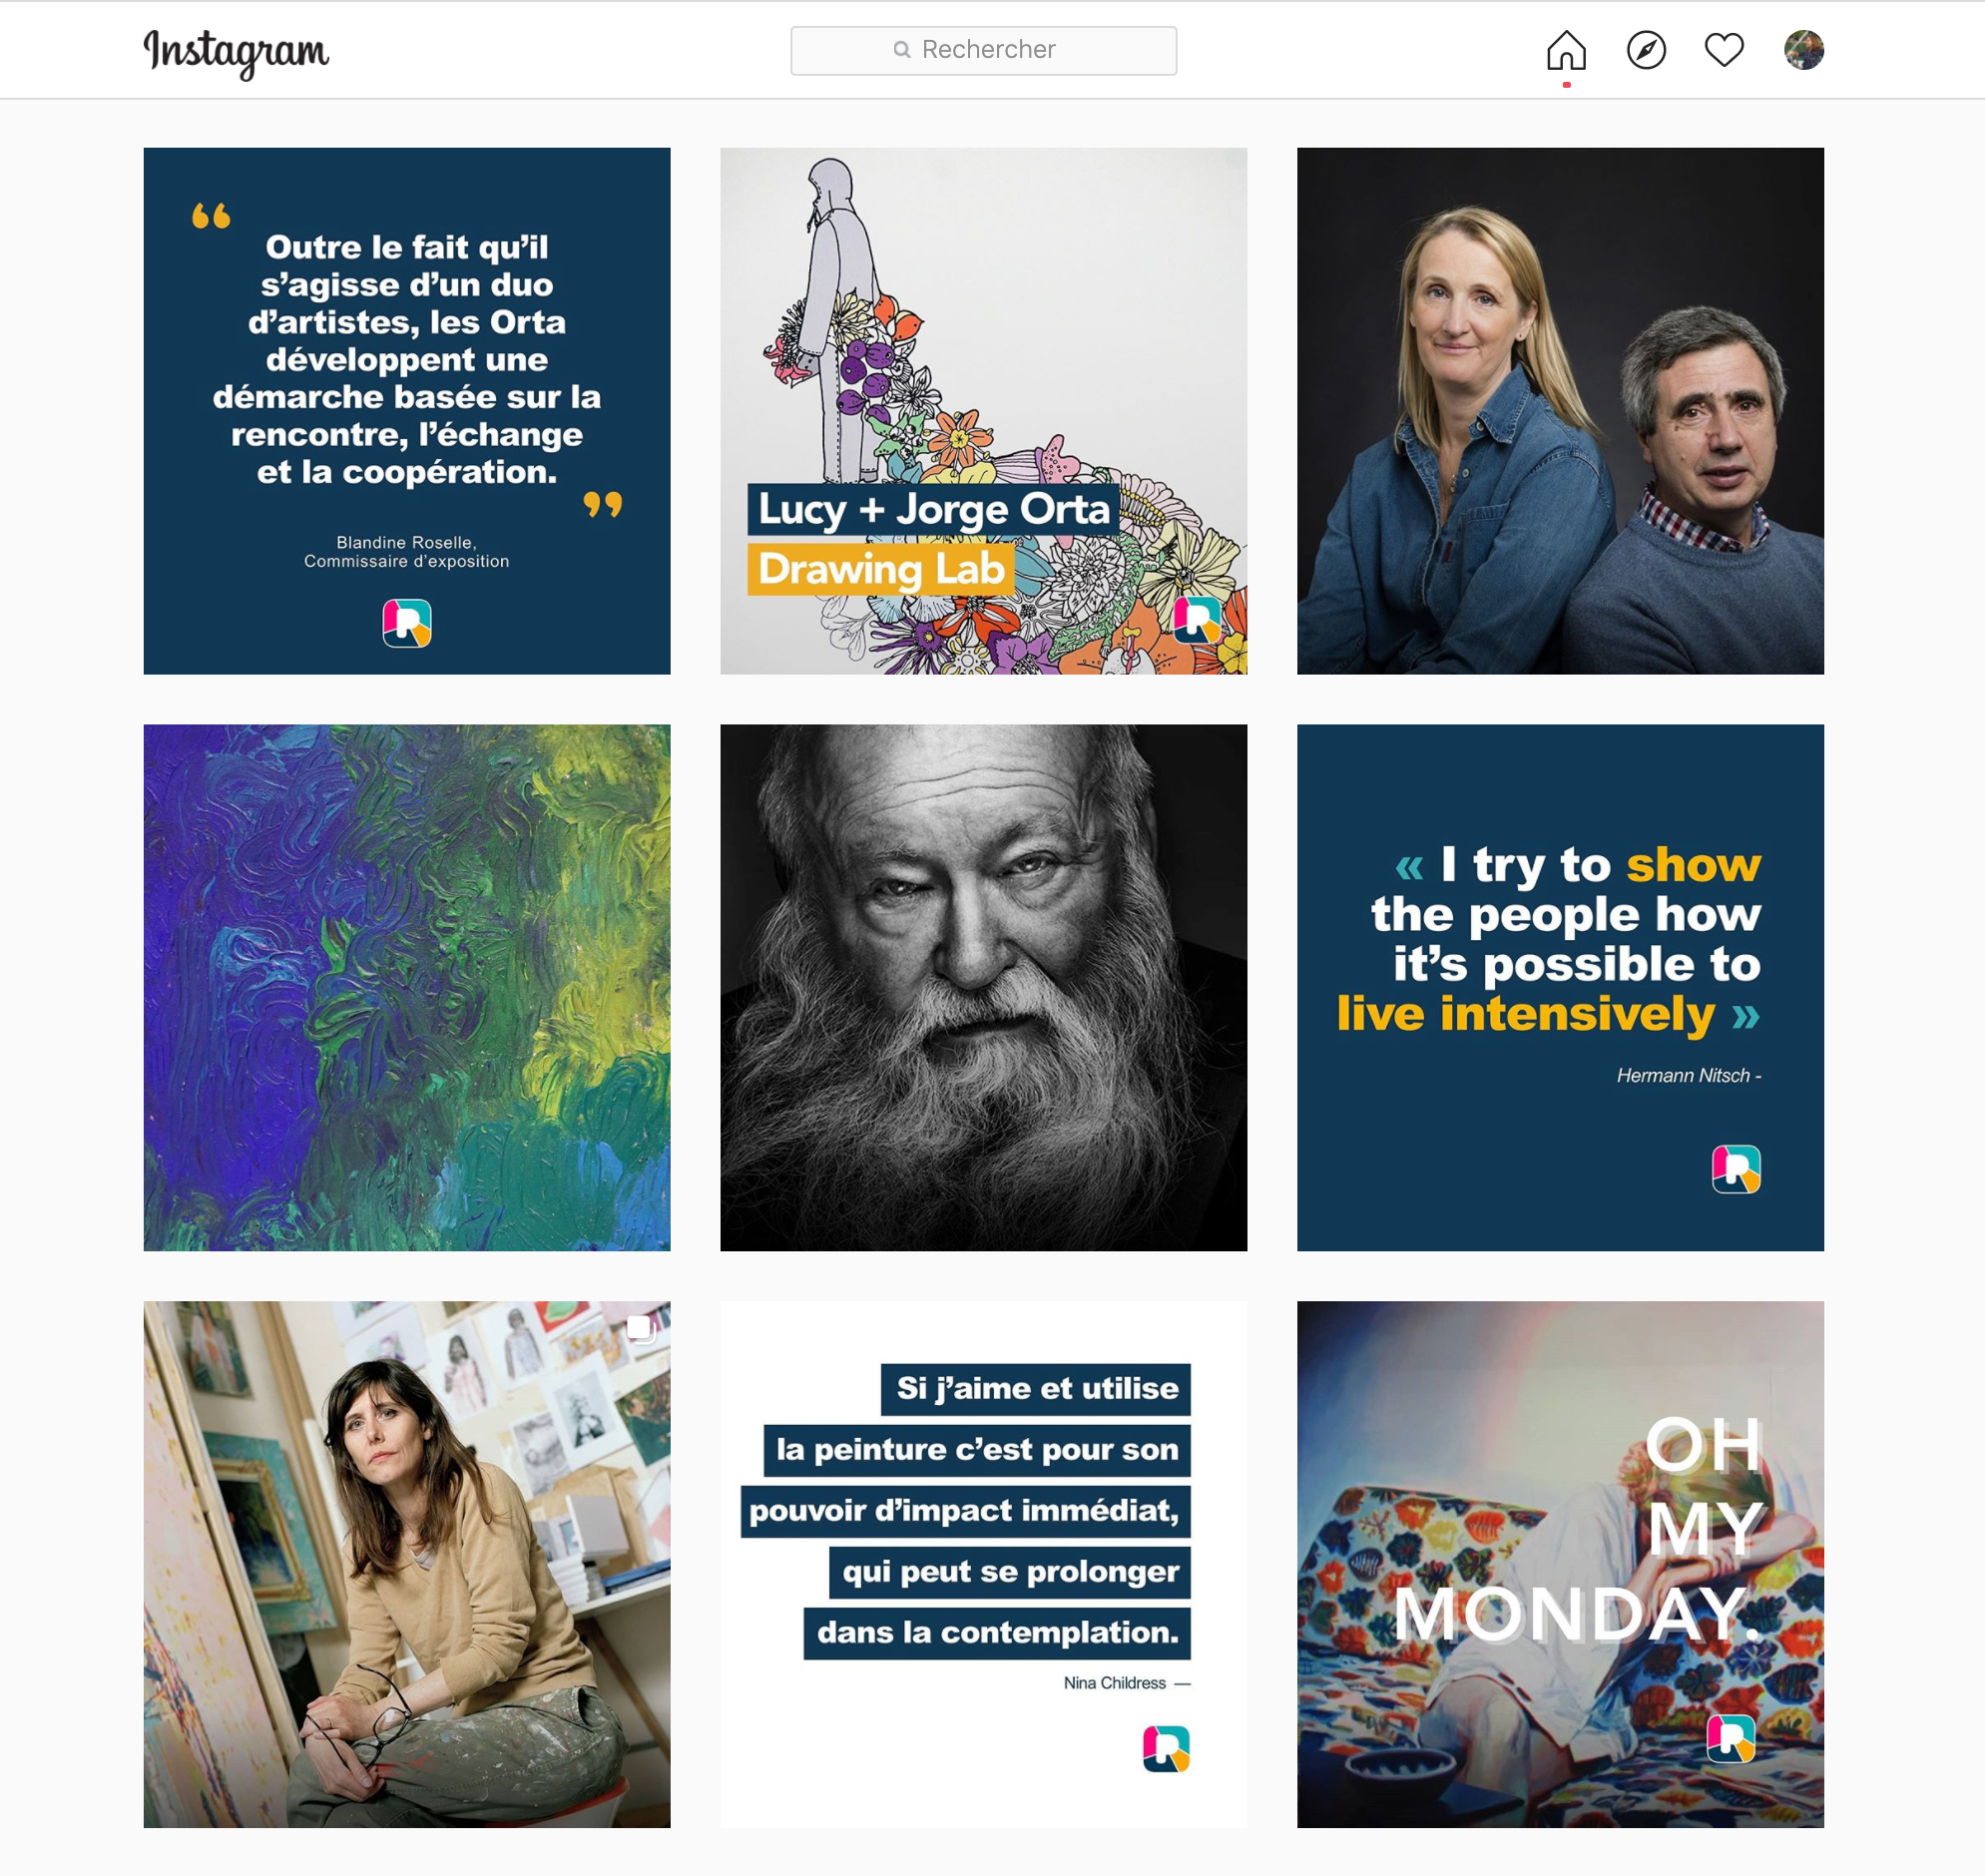 Instagram
Rechercher
“
Outre le fait qu’il
s’agisse d’un duo
d’artistes, les Orta
développent une
démarche basée sur la
rencontre, l’échange
et la coopération.
”
Blandine Roselle,
Commissaire d’exposition
R
Lucy + Jorge Orta
Drawing Lab
R
« I try to show
the people how
it’s possible to
live intensively »
Hermann Nitsch -
R
Si j’aime et utilise
la peinture c’est pour son
pouvoir d’impact immédiat,
qui peut se prolonger
dans la contemplation.
Nina Childress —
R
OH
MY
MONDAY.
R